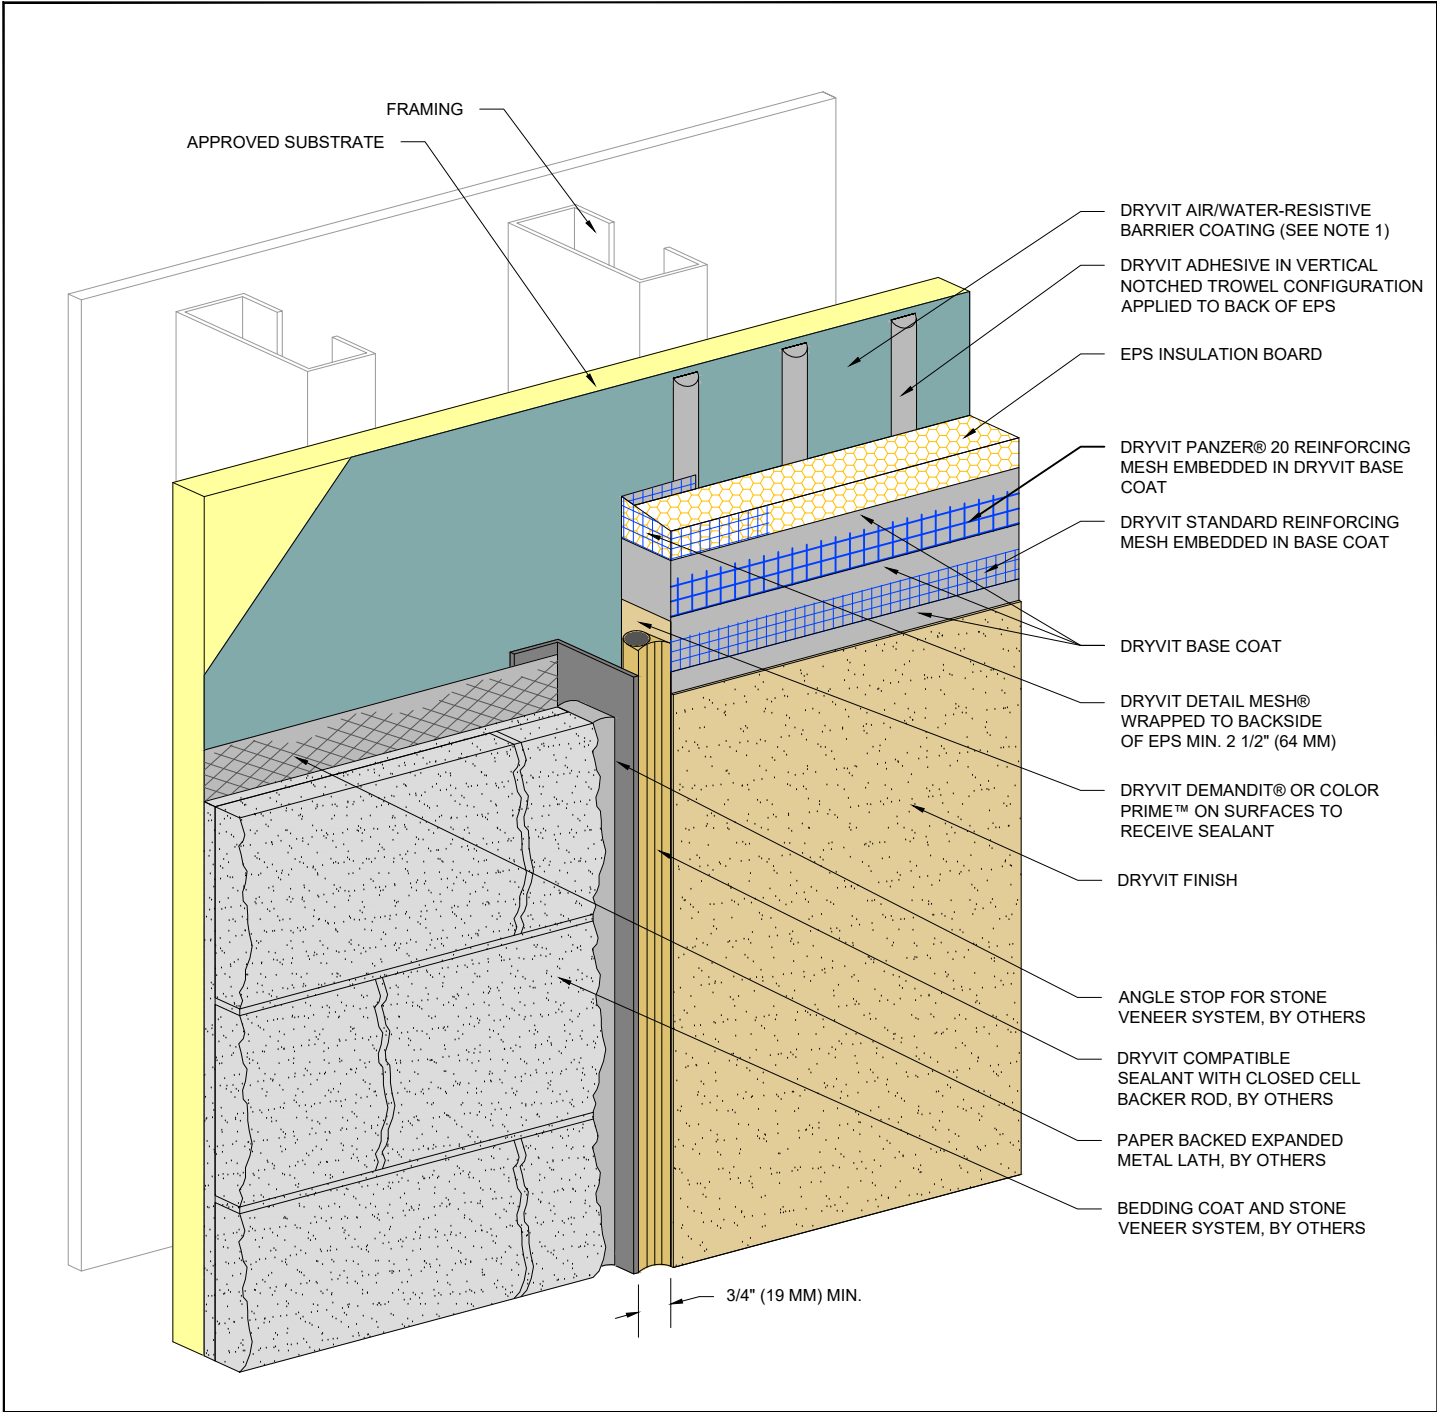 FRAMING
APPROVED SUBSTRATE
DRYVIT AIR/WATER-RESISTIVE
BARRIER COATING (SEE NOTE 1)
DRYVIT ADHESIVE IN VERTICAL
NOTCHED TROWEL CONFIGURATION
APPLIED TO BACK OF EPS
EPS INSULATION BOARD
DRYVIT PANZER® 20 REINFORCING
MESH EMBEDDED IN DRYVIT BASE
COAT
DRYVIT STANDARD REINFORCING
MESH EMBEDDED IN BASE COAT
DRYVIT BASE COAT
DRYVIT DETAIL MESH®
WRAPPED TO BACKSIDE
OF EPS MIN. 2 1/2" (64 MM)
DRYVIT DEMANDIT® OR COLOR
PRIME™ ON SURFACES TO
RECEIVE SEALANT
DRYVIT FINISH
ANGLE STOP FOR STONE
VENEER SYSTEM, BY OTHERS
DRYVIT COMPATIBLE
SEALANT WITH CLOSED CELL
BACKER ROD, BY OTHERS
PAPER BACKED EXPANDED
METAL LATH, BY OTHERS
BEDDING COAT AND STONE
VENEER SYSTEM, BY OTHERS
3/4" (19 MM) MIN.